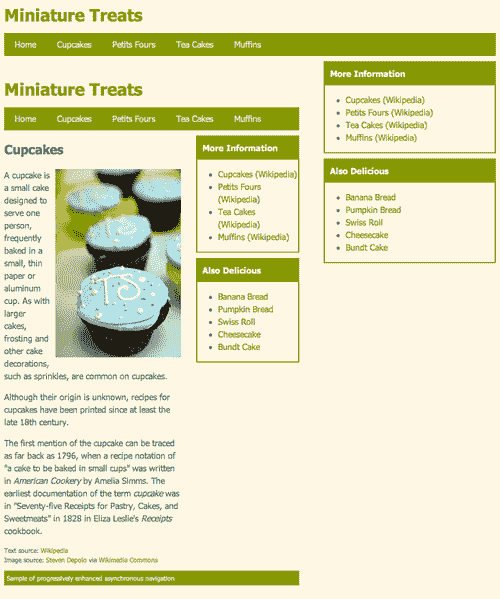 Miniature Treats
Home Cupcakes Petits Fours Tea Cakes Muffins
Miniature Treats
Home Cupcakes Petits Fours Tea Cakes Muffins
Cupcakes
A cupcake is
a small cake
designed to
serve one
person,
frequently
baked in a
small, thin
paper or
aluminum
cup. As with
larger
cakes,
frosting and
other cake
decorations,
such as sprinkles, are common on cupcakes.
TS
Although their origin is unknown, recipes for
cupcakes have been printed since at least the
late 18th century.
The first mention of the cupcake can be traced
as far back as 1796, when a recipe notation of
"a cake to be baked in small cups" was written
in American Cookery by Amelia Simms. The
earliest documentation of the term cupcake was
in "Seventy-five Receipts for Pastry, Cakes, and
Sweetmeats" in 1828 in Eliza Leslie's Receipts
cookbook.
Text source: Wikipedia
Image source: Steven Depolo via Wikimedia Commons
More Information
Cupcakes (Wikipedia)
Petits Fours
(Wikipedia)
Tea Cakes
(Wikipedia)
Muffins (Wikipedia)
Also Delicious
Banana Bread
Pumpkin Bread
Swiss Roll
Cheesecake
Bundt Cake
Sample of progressively enhanced asynchronous navigation
More Information
Cupcakes (Wikipedia)
Petits Fours (Wikipedia)
Tea Cakes (Wikipedia)
Muffins (Wikipedia)
Also Delicious
Banana Bread
Pumpkin Bread
Swiss Roll
Cheesecake
Bundt Cake